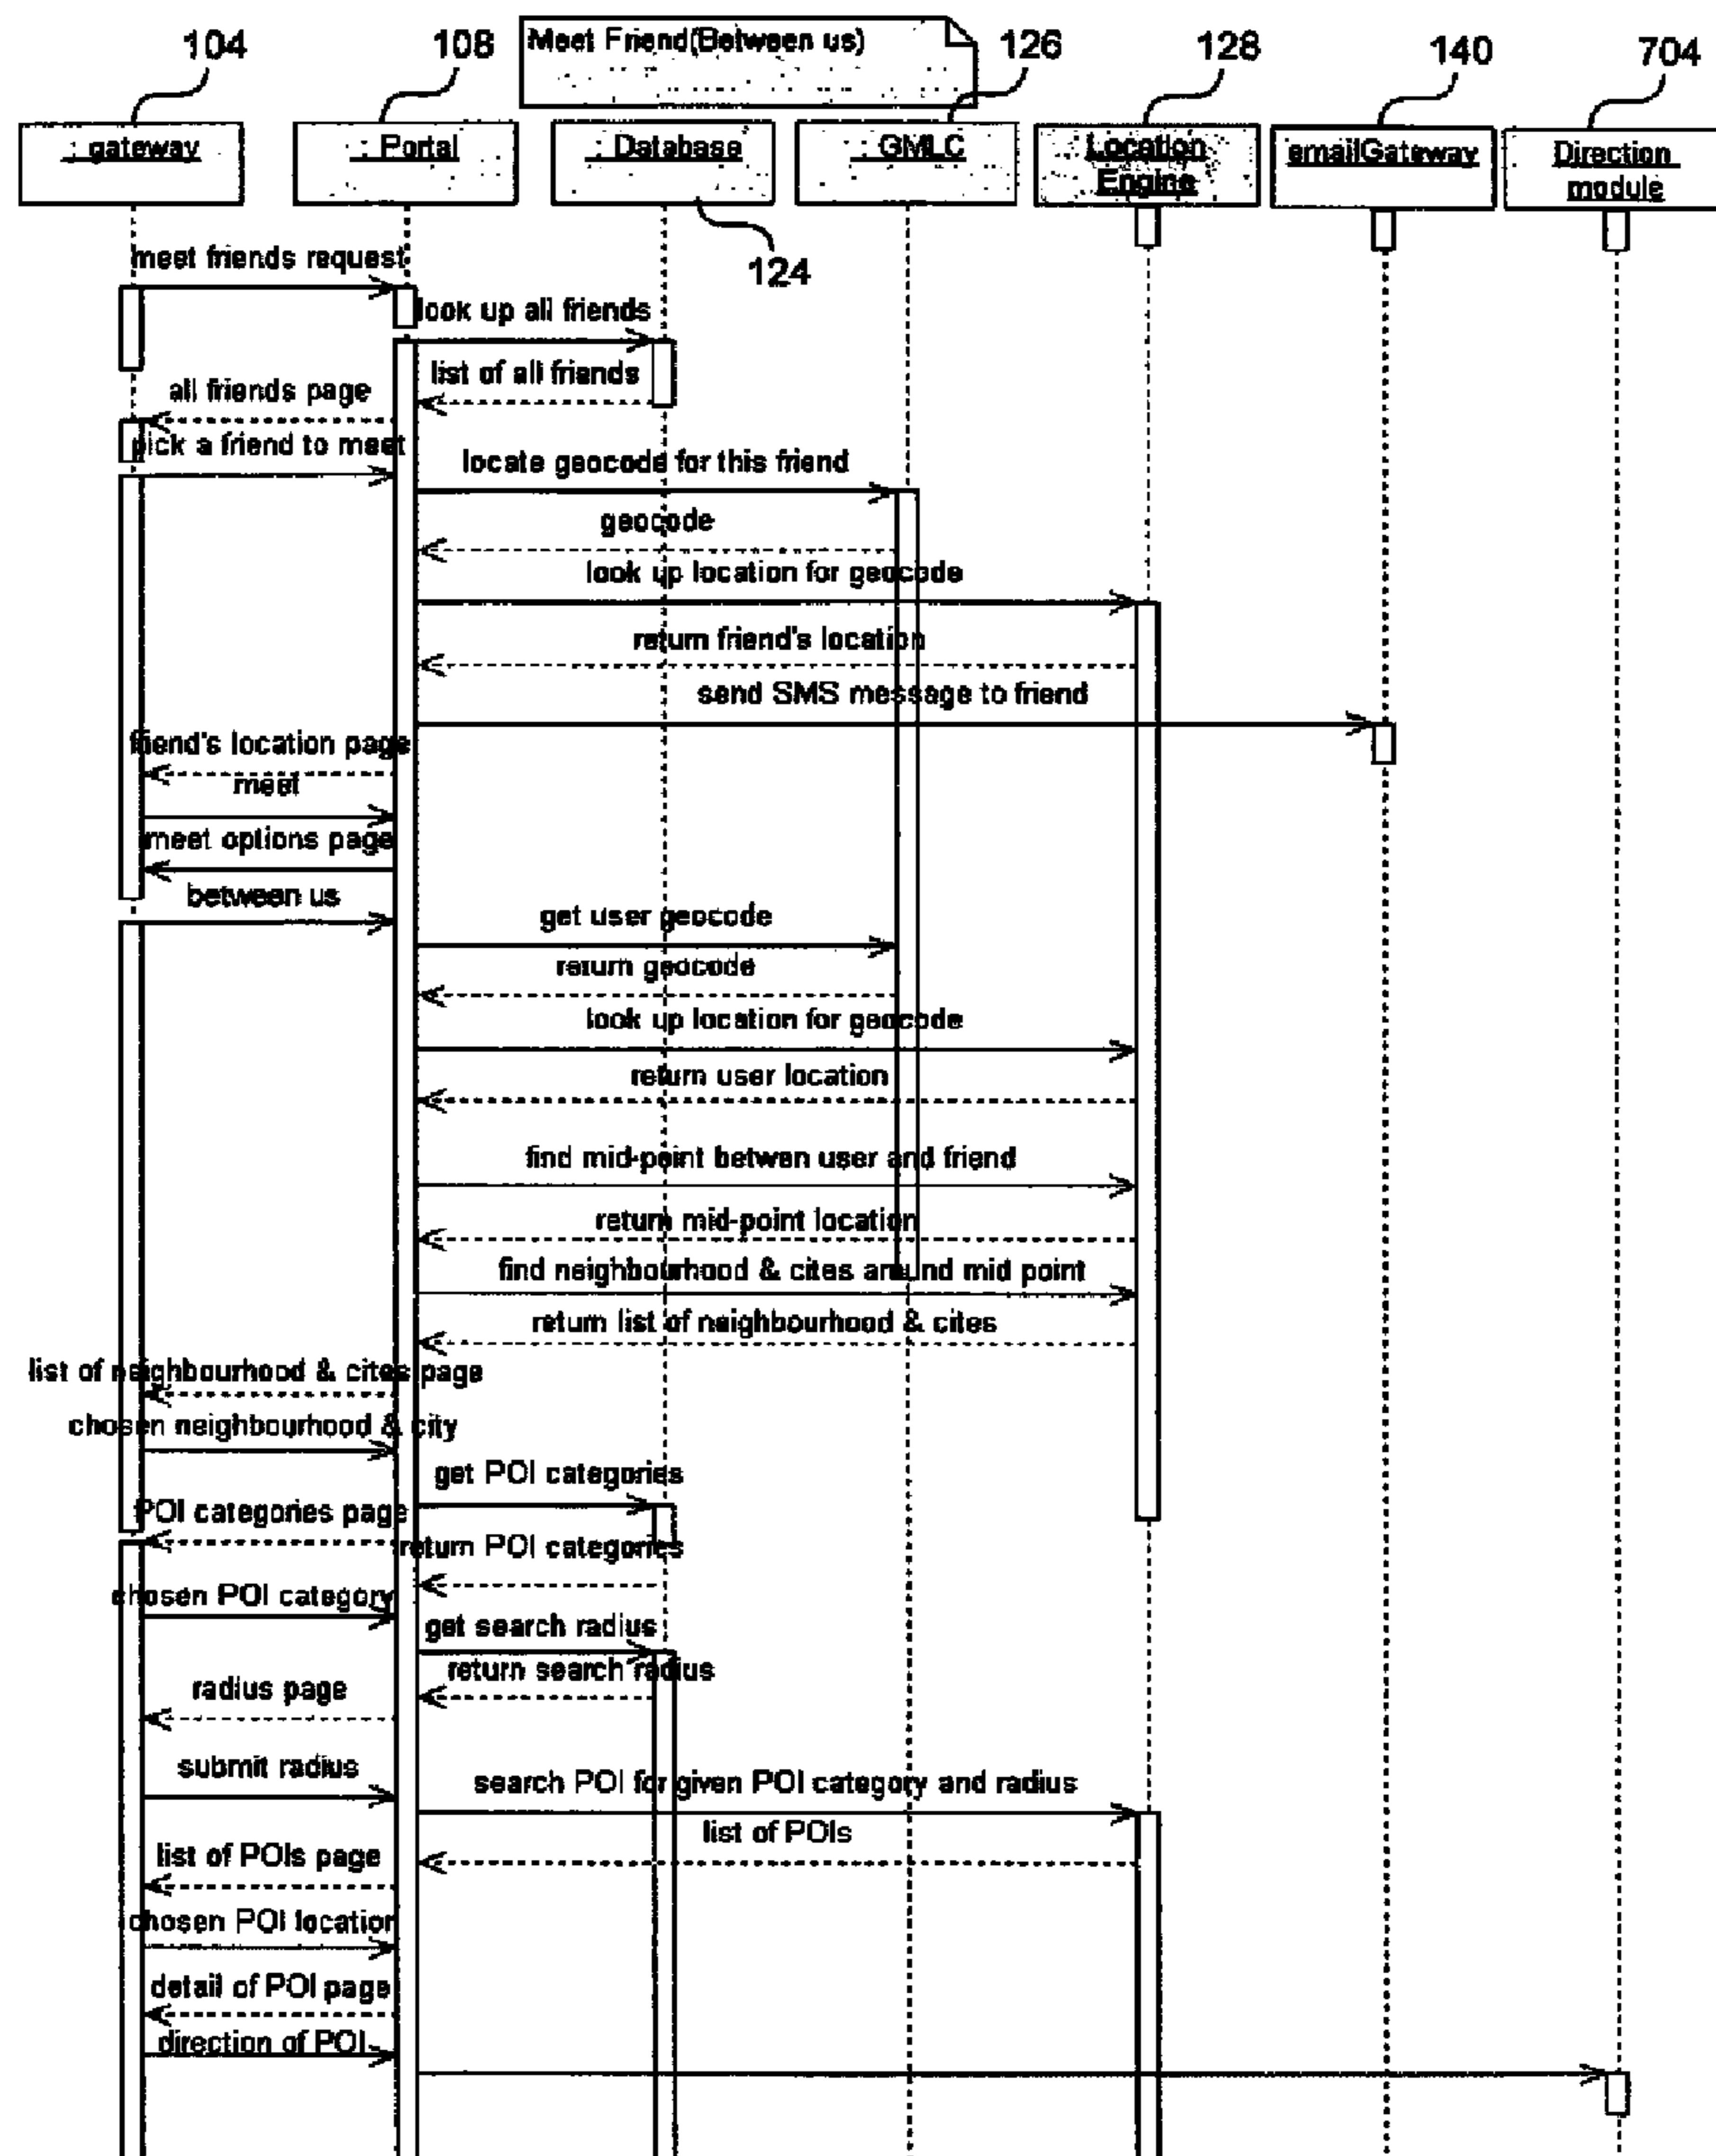 104
108
Meet Friend(Between us)
126
128
140
704
: gateway
: Portal
: Database
: GMLC
: Location
Engine
emailGateway
Direction
module
124
meet friends request
look up all friends
list of all friends
all friends page
pick a friend to meet
locate geocode for this friend
geocode
look up location for geocode
return friend's location
send SMS message to friend
friend's location page
meet
meet options page
between us
get user geocode
return geocode
look up location for geocode
return user location
find mid-point betwen user and friend
return mid-point location
find neighbourhood & cites around mid point
return list of neighbourhood & cites
list of neighbourhood & cites page
chosen neighbourhood & city
get POI categories
POI categories page
return POI categories
chosen POI category
get search radius
return search radius
radius page
submit radius
search POI for given POI category and radius
list of POIs
list of POIs page
chosen POI location
detail of POI page
direction of POI